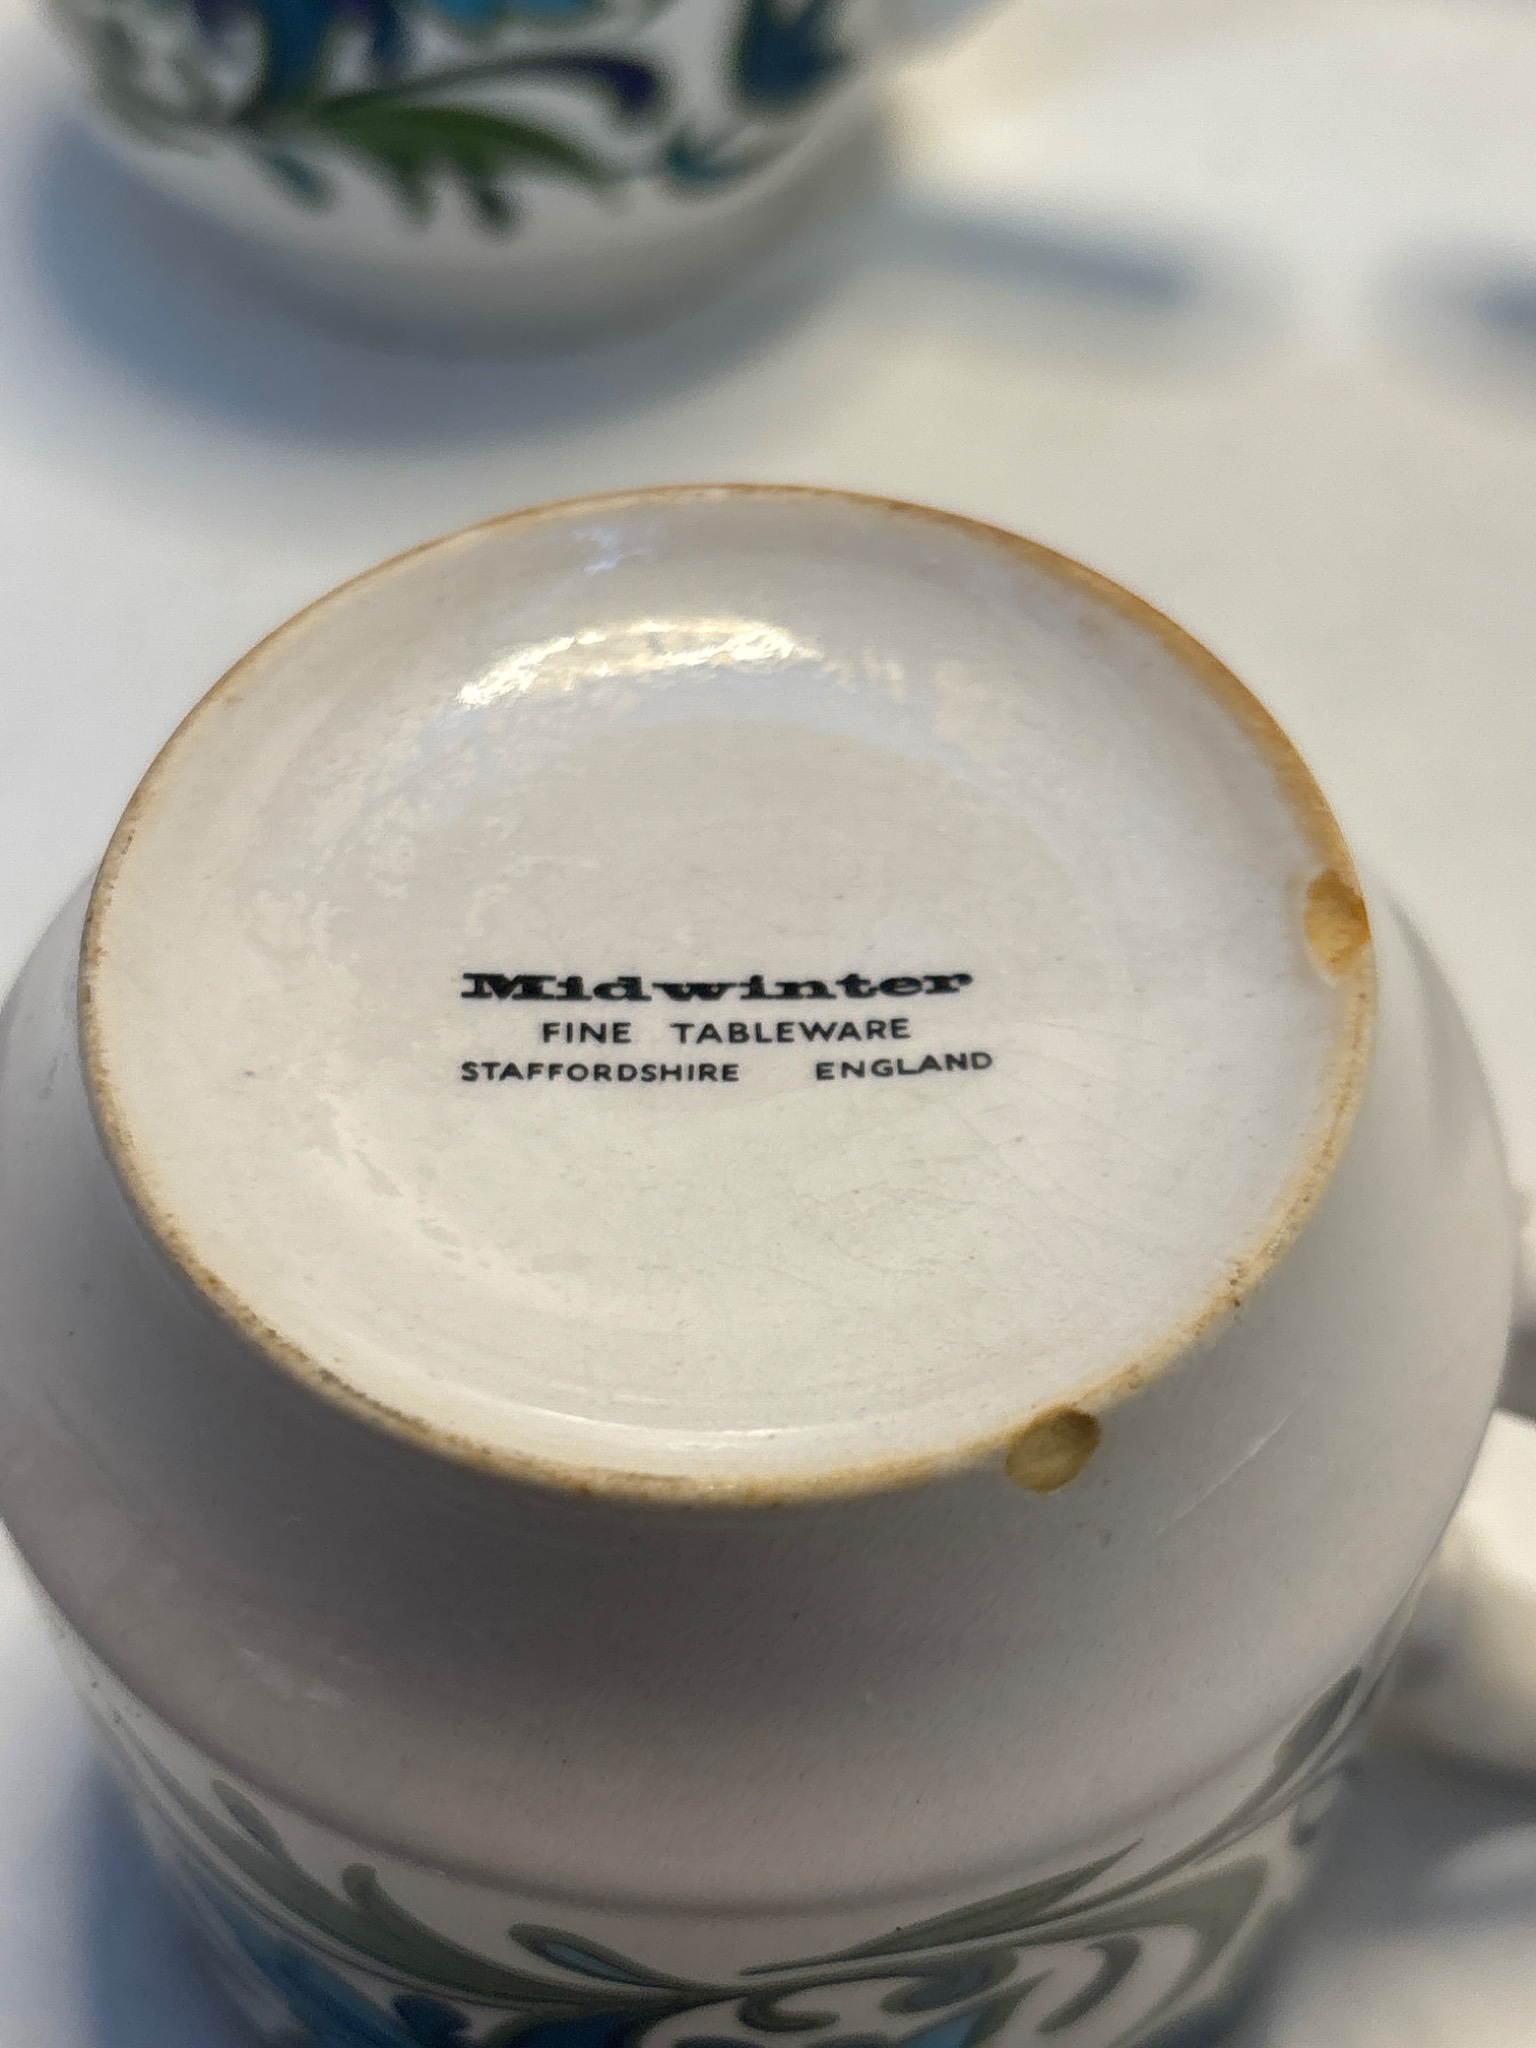 Midwinter
FINE TABLEWARE
STAFFORDSHIRE ENGLAND